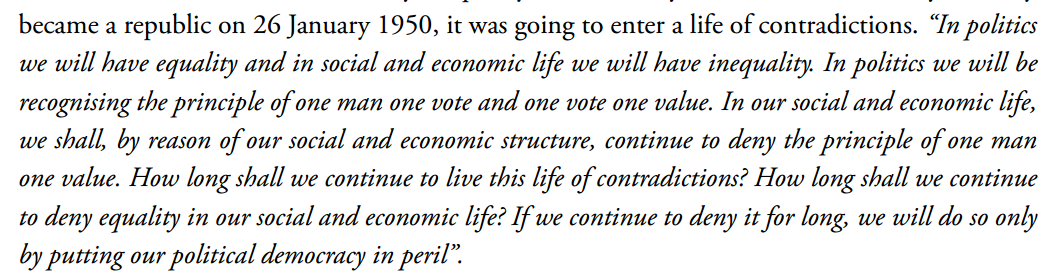 became a republic on 26 January 1950, it was going to enter a life of contradictions. “In politics
we will have equality and in social and economic life we will have inequality. In politics we will be
recognising the principle of one man one vote and one vote one value. In our social and economic life,
we shall, by reason of our social and economic structure, continue to deny the principle of one man
one value. How long shall we continue to live this life of contradictions? How long shall we continue
to deny equality in our social and economic life? If we continue to deny it for long, we will do so only
by putting our political democracy in peril”.